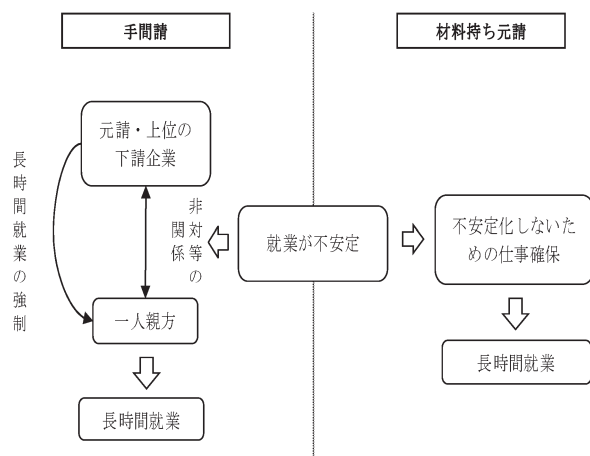 手間請
材料持ち元請
元請・上位の
下請企業
長時間就業の強制
非対等の
関係
就業が不安定
不安定化しないた
めの仕事確保
一人親方
長時間就業
長時間就業